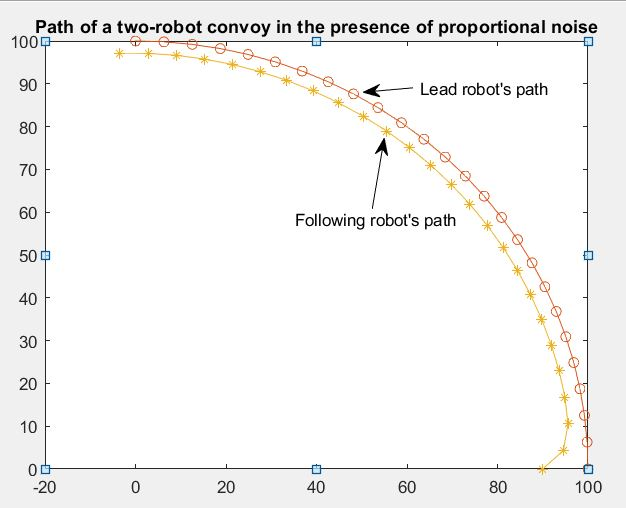 Path of a two-robot convoy in the presence of proportional noise
100
90
80
70
60
50
40
30
20
10
0
Lead robot's path
Following robot's path
-20 0 20 40 60 80 100